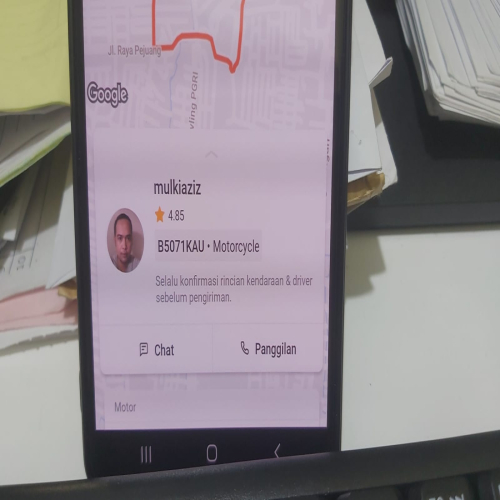 Jl. Raya Pejuang
Google
mulkiaziz
4.85
B5071KAU • Motorcycle
Selalu konfirmasi rincian kendaraan & driver
sebelum pengiriman.
Chat
Panggilan
Motor